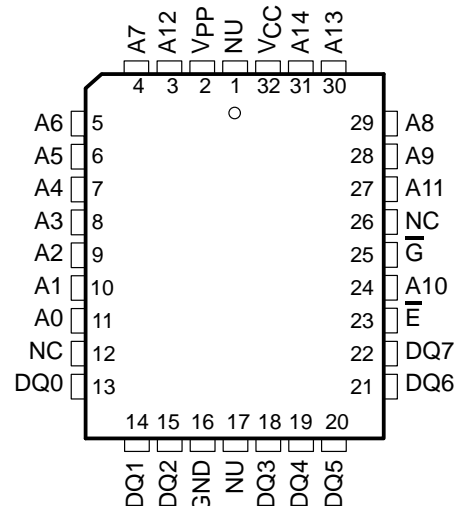 A7 A12 VPP NU VCC A14 A13
4 3 2 1 32 31 30
A6 5 29 A8
A5 6 28 A9
A4 7 27 A11
A3 8 26 NC
A2 9 25 G̅
A1 10 24 A10
A0 11 23 E̅
NC 12 22 DQ7
DQ0 13 21 DQ6
14 15 16 17 18 19 20
DQ1 DQ2 GND NU DQ3 DQ4 DQ5